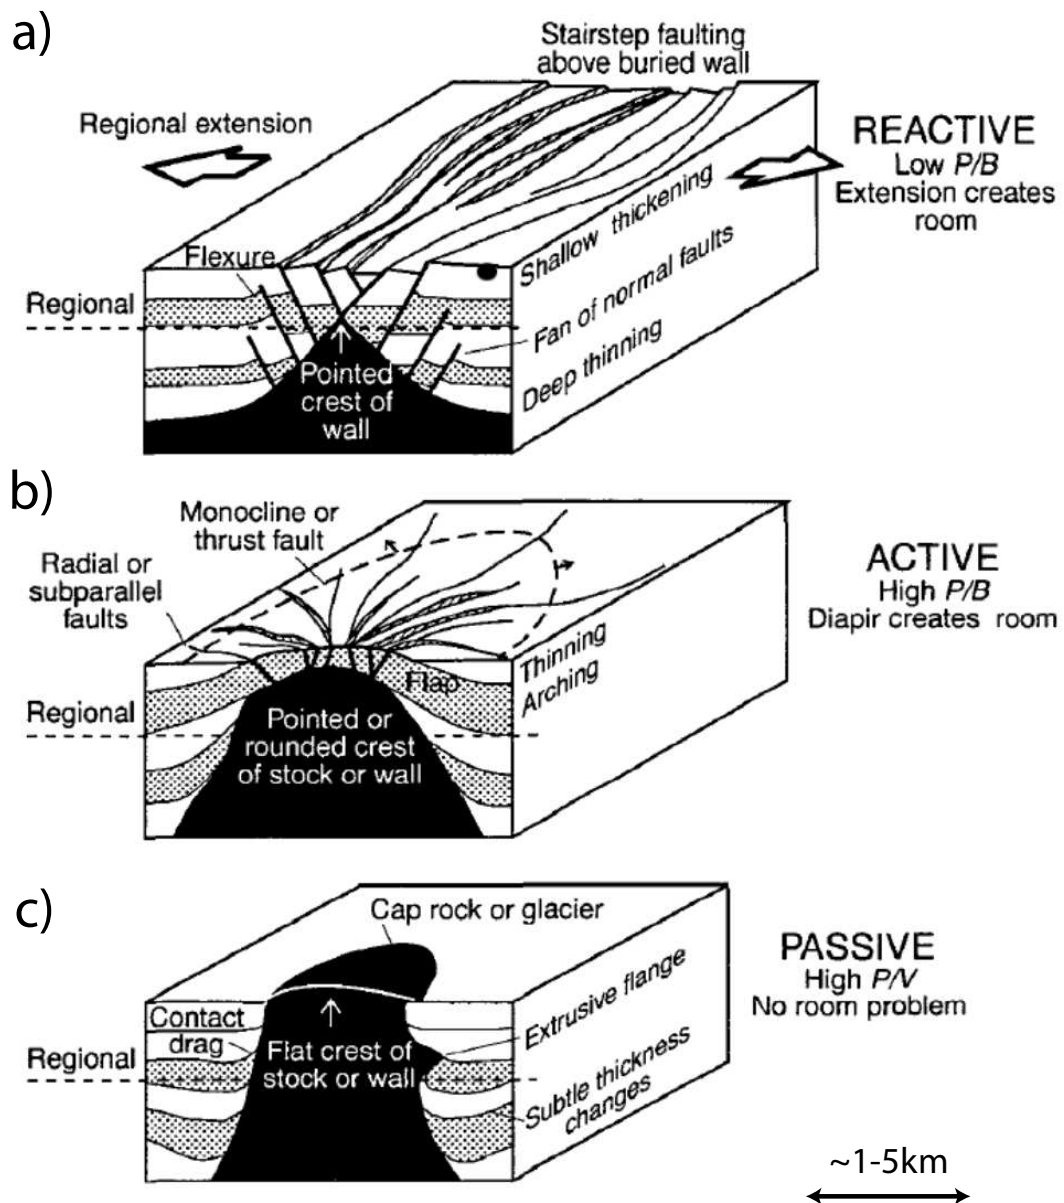 a)
Stairstep faulting
above buried wall
Regional extension
REACTIVE
Low P/B
Extension creates
room
Flexure
Shallow thickening
Regional
Fan of normal faults
Deep thinning
Pointed
crest of
wall
b)
Monocline or
thrust fault
Radial or
subparallel
faults
ACTIVE
High P/B
Diapir creates room
Thinning
Arching
Flap
Regional
Pointed or
rounded crest
of stock or wall
c)
Cap rock or glacier
PASSIVE
High P/V
No room problem
Extrusive flange
Contact
drag
Regional
Flat crest of
stock or wall
Subtle thickness
changes
~1-5km